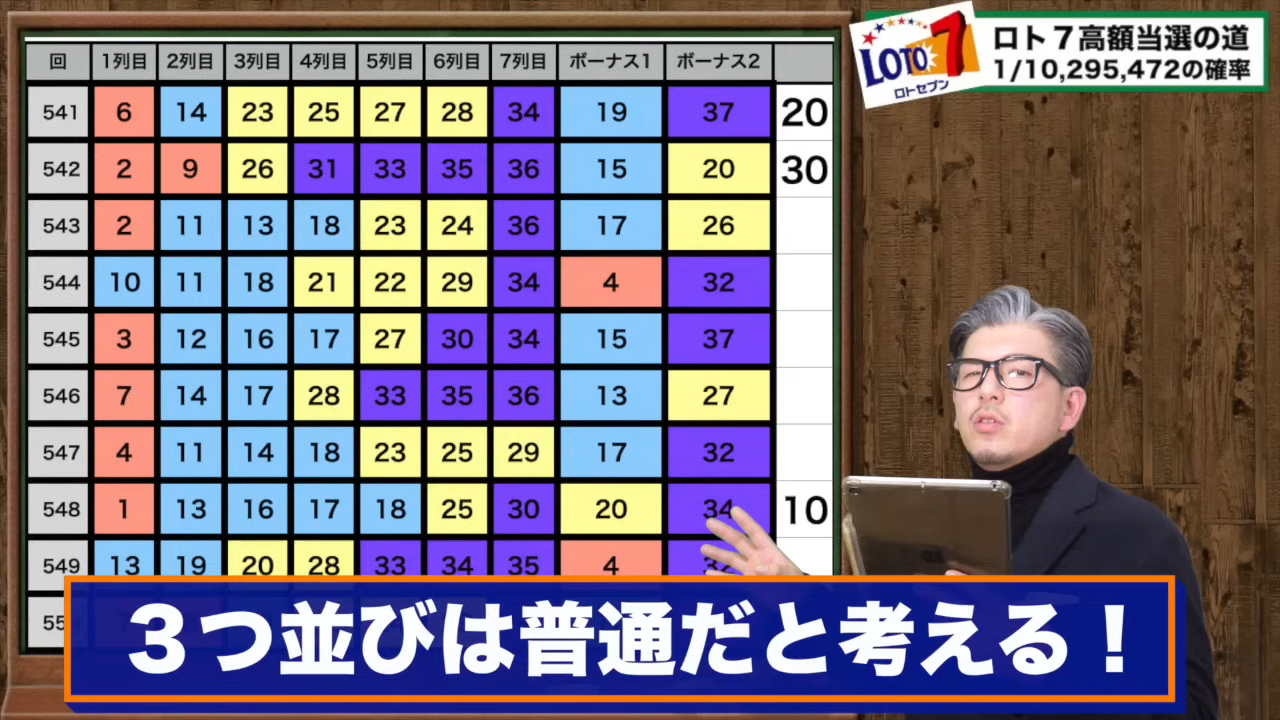 LOTO 7
ロトセブン
ロト７高額当選の道
1/10,295,472の確率
回 1列目 2列目 3列目 4列目 5列目 6列目 7列目 ボーナス1 ボーナス2
541 6 14 23 25 27 28 34 19 37 20
542 2 9 26 31 33 35 36 15 20 30
543 2 11 13 18 23 24 36 17 26
544 10 11 18 21 22 29 34 4 32
545 3 12 16 17 27 30 34 15 37
546 7 14 17 28 33 35 36 13 27
547 4 11 14 18 23 25 29 17 32
548 1 13 16 17 18 25 30 20 34 10
549 13 19 20 28 33 34 35 4
３つ並びは普通だと考える！